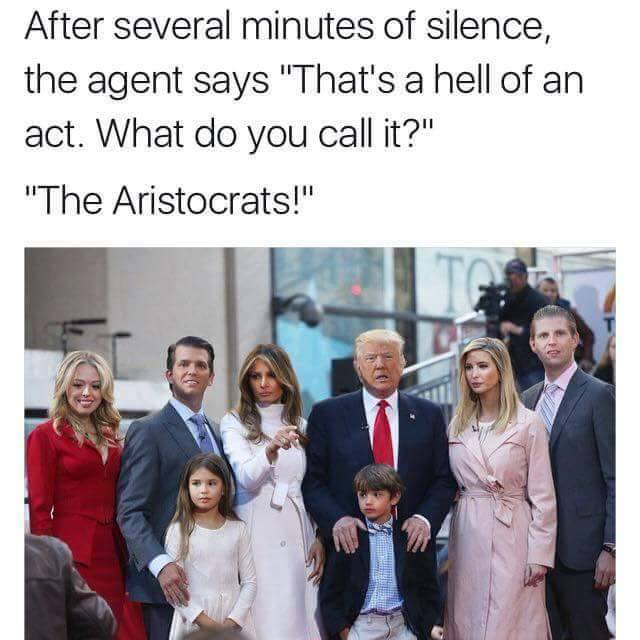 After several minutes of silence,
the agent says "That's a hell of an
act. What do you call it?"
"The Aristocrats!"
TO